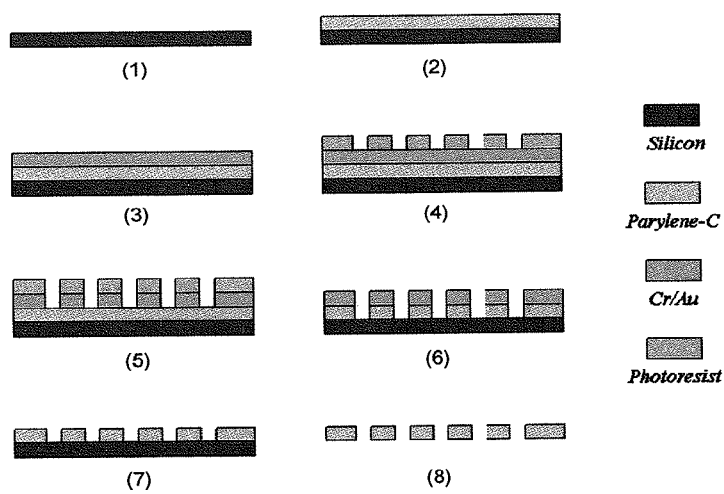 (1)
(2)
(3)
(4)
(5)
(6)
(7)
(8)
Silicon
Parylene-C
Cr/Au
Photoresist